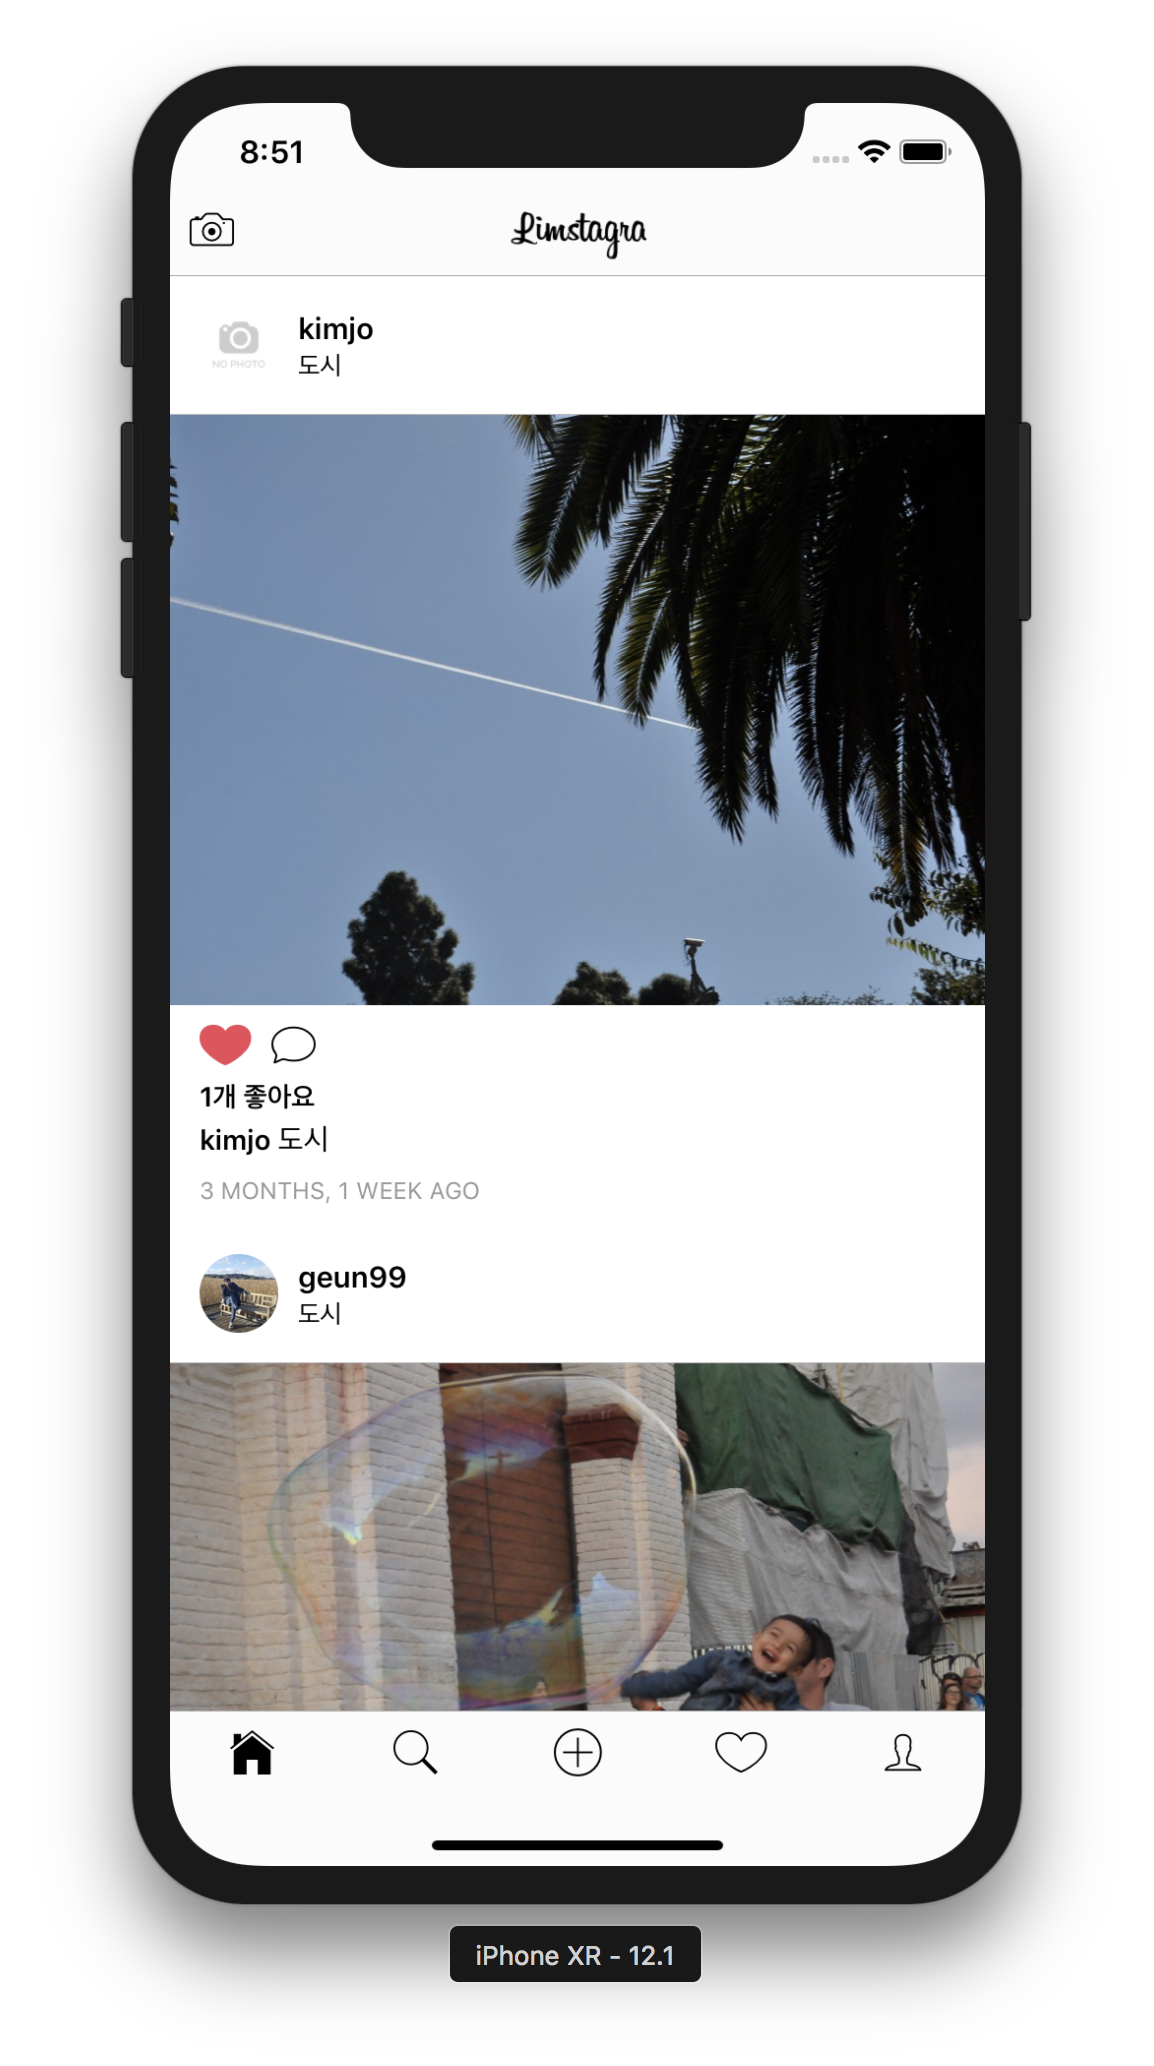 8:51
Limstagra
NO PHOTO
kimjo
도시
1개 좋아요
kimjo 도시
3 MONTHS, 1 WEEK AGO
geun99
도시
iPhone XR - 12.1